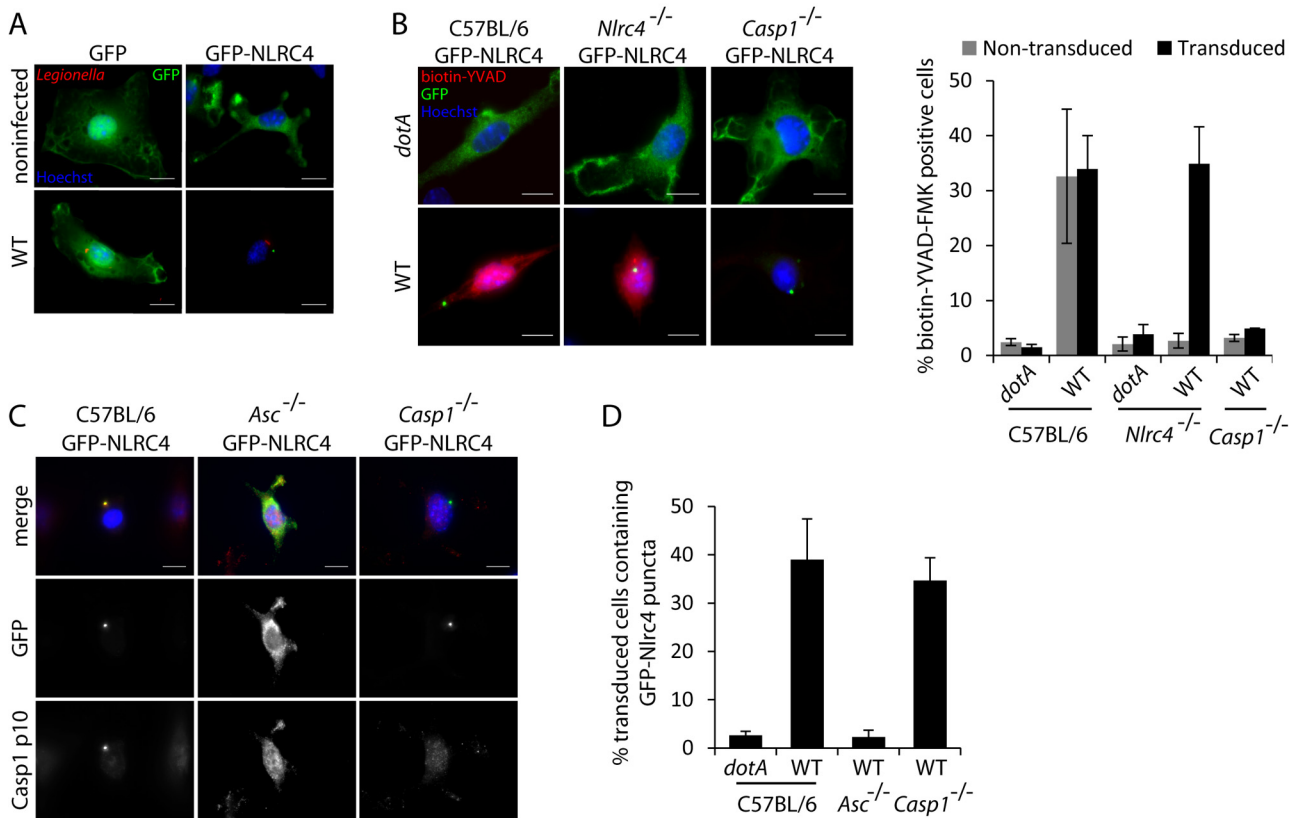 A
GFP
GFP-NLRC4
noninfected
Legionella
GFP
Hoechst
WT
B
C57BL/6
GFP-NLRC4
Nlrc4-/-
GFP-NLRC4
Casp1-/-
GFP-NLRC4
dotA
biotin-YVAD
GFP
Hoechst
WT
Non-transduced
Transduced
% biotin-YVAD-FMK positive cells
50
40
30
20
10
0
dotA
WT
dotA
WT
WT
C57BL/6
Nlrc4-/-
Casp1-/-
C
C57BL/6
GFP-NLRC4
Asc-/-
GFP-NLRC4
Casp1-/-
GFP-NLRC4
merge
GFP
Casp1 p10
D
% transduced cells containing
GFP-Nlrc4 puncta
50
40
30
20
10
0
dotA
WT
WT
WT
C57BL/6
Asc-/-
Casp1-/-